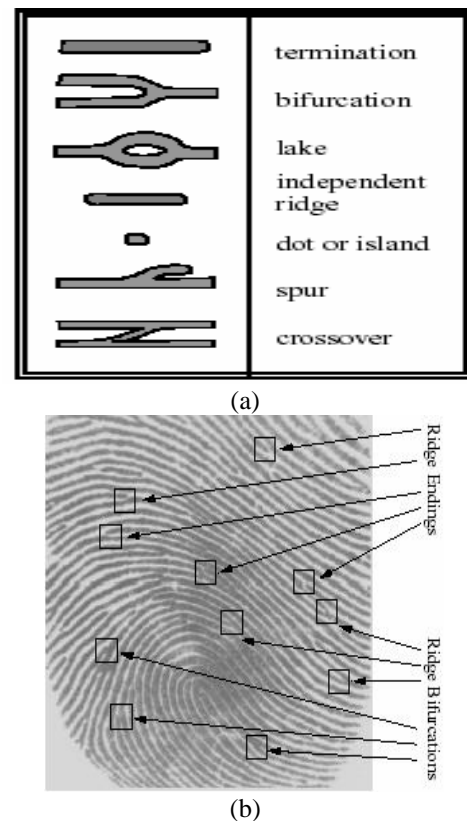 termination
bifurcation
lake
independent
ridge
dot or island
spur
crossover
(a)
Ridge Endings
Ridge Bifurcations
(b)